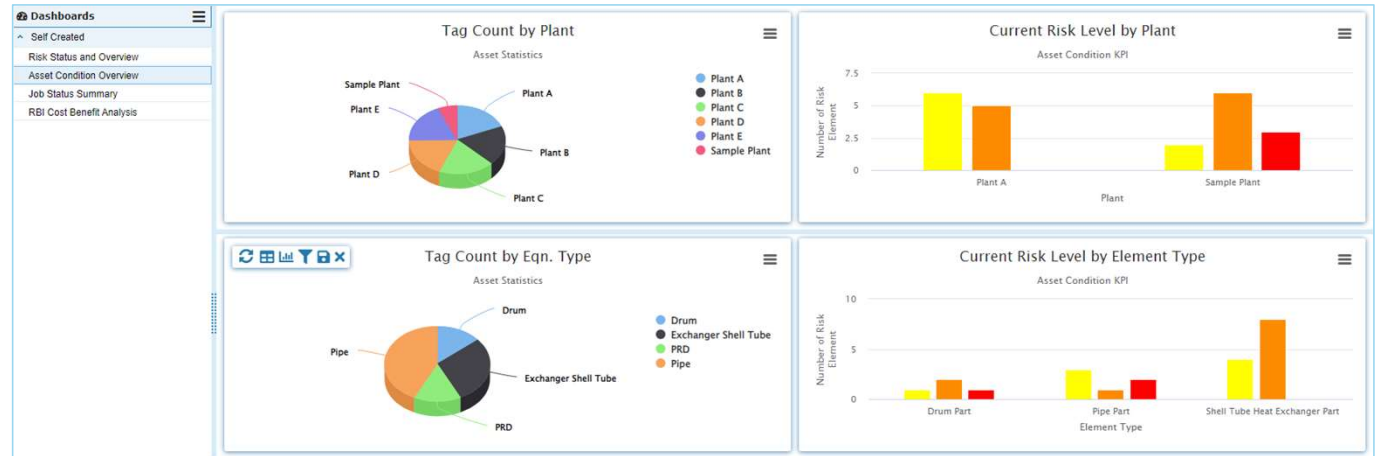 Dashboards
Self Created
Risk Status and Overview
Asset Condition Overview
Job Status Summary
RBI Cost Benefit Analysis
Tag Count by Plant
Asset Statistics
Sample Plant
Plant A
Plant E
Plant B
Plant D
Plant C
Plant A
Plant B
Plant C
Plant D
Plant E
Sample Plant
Current Risk Level by Plant
Asset Condition KPI
Number of Risk
Element
7.5
5
2.5
0
Plant A
Sample Plant
Plant
Tag Count by Eqn. Type
Asset Statistics
Drum
Pipe
Exchanger Shell Tube
PRD
Drum
Exchanger Shell Tube
PRD
Pipe
Current Risk Level by Element Type
Asset Condition KPI
Number of Risk
Element
10
5
0
Drum Part
Pipe Part
Shell Tube Heat Exchanger Part
Element Type